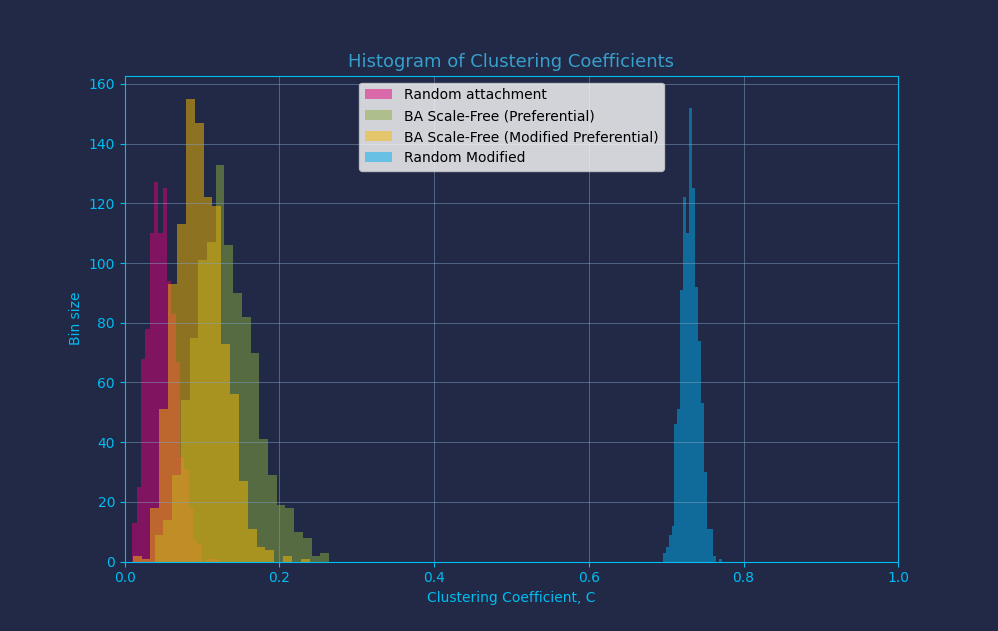 Histogram of Clustering Coefficients
Random attachment
BA Scale-Free (Preferential)
BA Scale-Free (Modified Preferential)
Random Modified
160
140
120
100
80
60
40
20
0
Bin size
0.0 0.2 0.4 0.6 0.8 1.0
Clustering Coefficient, C